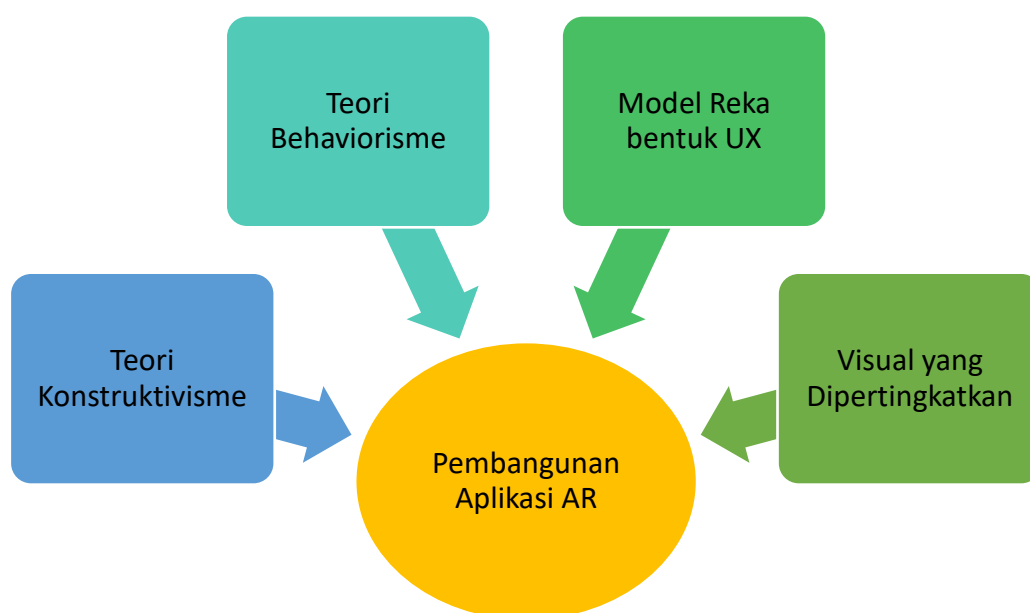 Teori
Behaviorisme
Model Reka
bentuk UX
Teori
Konstruktivisme
Visual yang
Dipertingkatkan
Pembangunan
Aplikasi AR